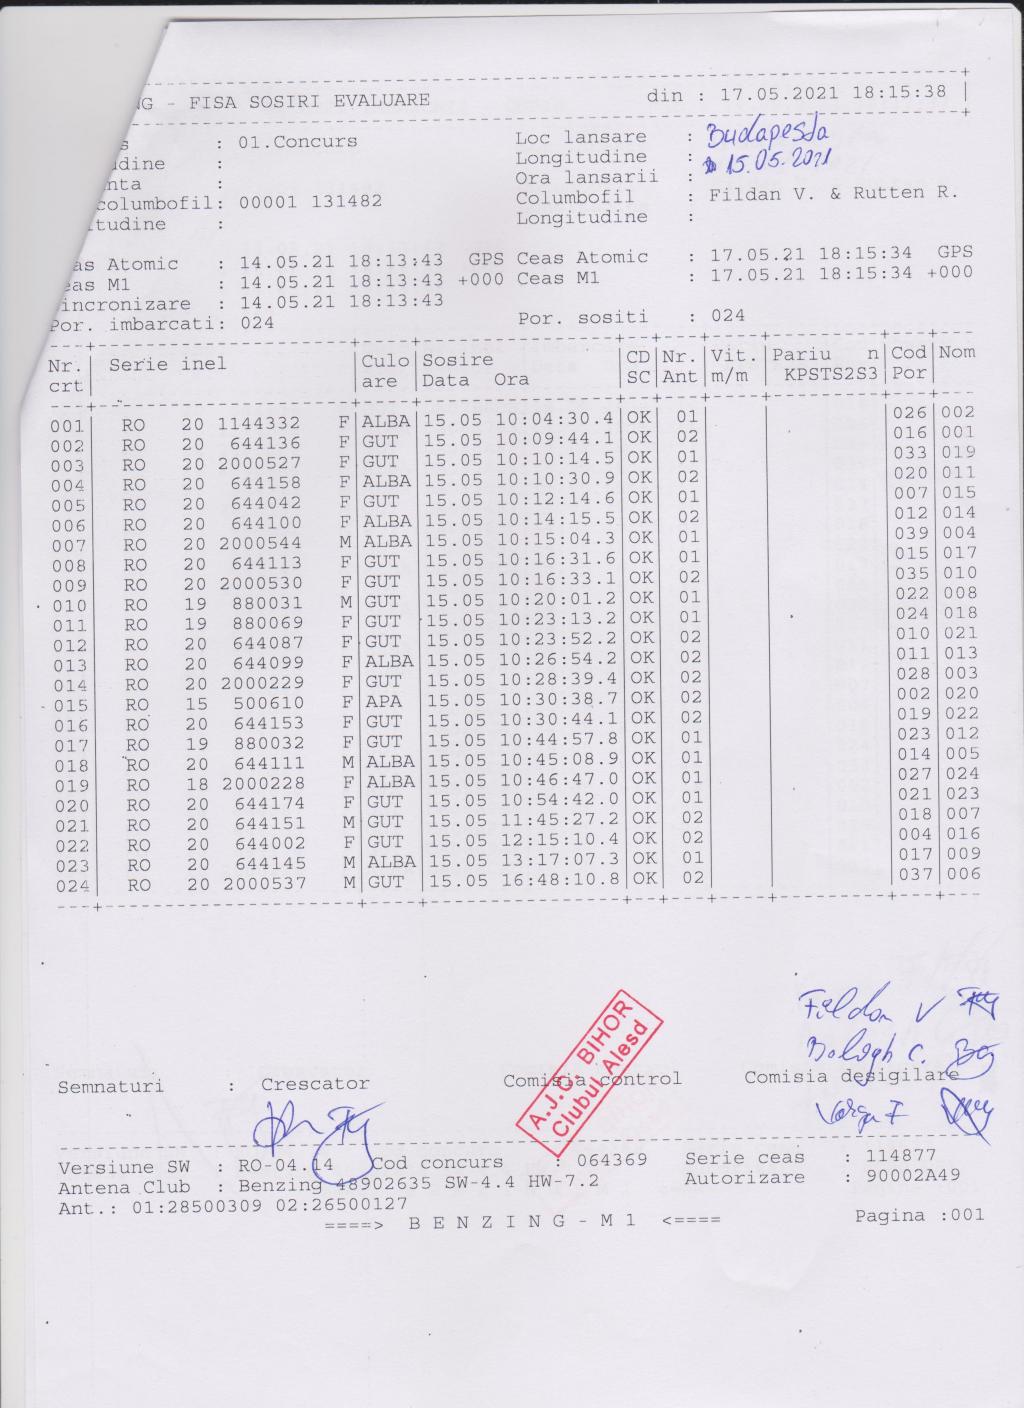 NG - FISA SOSIRI EVALUARE din : 17.05.2021 18:15:38
s : 01.Concurs Loc lansare : Budapesta
udine : Longitudine : 15.05.2021
nta : Ora lansarii :
columbofil: 00001 131482 Columbofil : Fildan V. & Rutten R.
tudine : Longitudine :
as Atomic : 14.05.21 18:13:43 GPS Ceas Atomic : 17.05.21 18:15:34 GPS
eas M1 : 14.05.21 18:13:43 +000 Ceas M1 : 17.05.21 18:15:34 +000
incronizare : 14.05.21 18:13:43
Por. imbarcati: 024 Por. sositi : 024
Nr. Serie inel Culo Sosire CD Nr. Vit. Pariu n Cod Nom
crt are Data Ora SC Ant m/m KPSTS2S3 Por
001 RO 20 1144332 F ALBA 15.05 10:04:30.4 OK 01 026 002
002 RO 20 644136 F GUT 15.05 10:09:44.1 OK 02 016 001
003 RO 20 2000527 F GUT 15.05 10:10:14.5 OK 01 033 019
004 RO 20 644158 F ALBA 15.05 10:10:30.9 OK 02 020 011
005 RO 20 644042 F GUT 15.05 10:12:14.6 OK 01 007 015
006 RO 20 644100 F ALBA 15.05 10:14:15.5 OK 02 012 014
007 RO 20 2000544 M ALBA 15.05 10:15:04.3 OK 01 039 004
008 RO 20 644113 F GUT 15.05 10:16:31.6 OK 01 015 017
009 RO 20 2000530 F GUT 15.05 10:16:33.1 OK 02 035 010
010 RO 19 880031 M GUT 15.05 10:20:01.2 OK 01 022 008
011 RO 19 880069 F GUT 15.05 10:23:13.2 OK 01 024 018
012 RO 20 644087 F GUT 15.05 10:23:52.2 OK 02 010 021
013 RO 20 644099 F ALBA 15.05 10:26:54.2 OK 02 011 013
014 RO 20 2000229 F GUT 15.05 10:28:39.4 OK 02 028 003
015 RO 15 500610 F APA 15.05 10:30:38.7 OK 02 002 020
016 RO 20 644153 F GUT 15.05 10:30:44.1 OK 02 019 022
017 RO 19 880032 F GUT 15.05 10:44:57.8 OK 01 023 012
018 RO 20 644111 M ALBA 15.05 10:45:08.9 OK 01 014 005
019 RO 18 2000228 F ALBA 15.05 10:46:47.0 OK 01 027 024
020 RO 20 644174 F GUT 15.05 10:54:42.0 OK 01 021 023
021 RO 20 644151 M GUT 15.05 11:45:27.2 OK 02 018 007
022 RO 20 644002 F GUT 15.05 12:15:10.4 OK 02 004 016
023 RO 20 644145 M ALBA 15.05 13:17:07.3 OK 01 017 009
024 RO 20 2000537 M GUT 15.05 16:48:10.8 OK 02 037 006
Fildan V
Balogh C.
A.J.C. BIHOR
Clubul Alesd
Semnaturi : Crescator Comisia control Comisia desigilare
Varga F
Versiune SW : RO-04.14 Cod concurs : 064369 Serie ceas : 114877
Antena Club : Benzing 48902635 SW-4.4 HW-7.2 Autorizare : 90002A49
Ant.: 01:28500309 02:26500127
====> B E N Z I N G - M 1 <==== Pagina :001